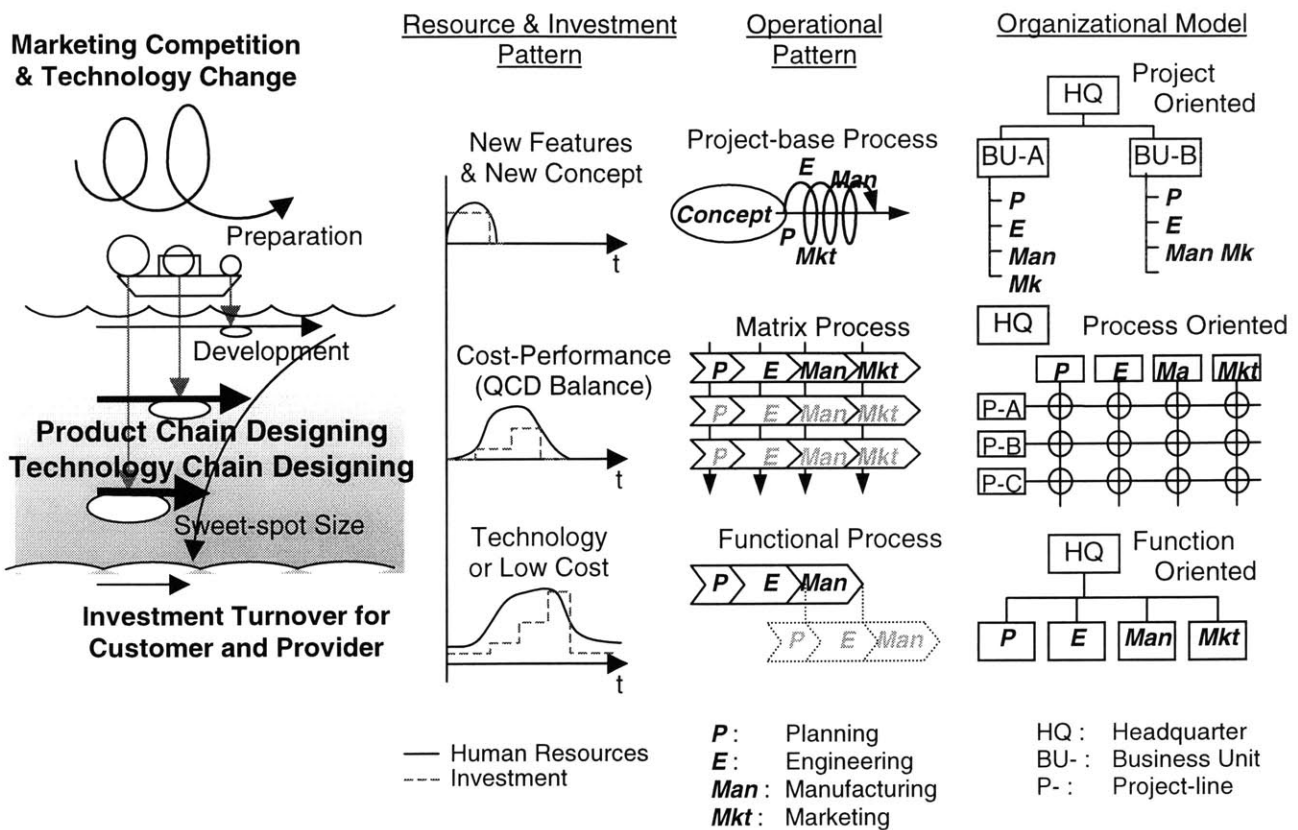 Marketing Competition
& Technology Change
Preparation
Development
Product Chain Designing
Technology Chain Designing
Sweet-spot Size
Investment Turnover for
Customer and Provider
Resource & Investment
Pattern
New Features
& New Concept
t
Cost-Performance
(QCD Balance)
t
Technology
or Low Cost
t
Human Resources
Investment
Operational
Pattern
Project-base Process
E
Man
Concept
P
Mkt
Matrix Process
P E Man Mkt
P E Man Mkt
P E Man Mkt
Functional Process
P E Man
P E Man
P : Planning
E : Engineering
Man : Manufacturing
Mkt : Marketing
Organizational Model
Project
Oriented
HQ
BU-A BU-B
P
E
Man
Mk
P
E
Man Mk
HQ
Process Oriented
P E Ma Mkt
P-A
P-B
P-C
HQ
Function
Oriented
P E Man Mkt
HQ : Headquarter
BU- : Business Unit
P- : Project-line